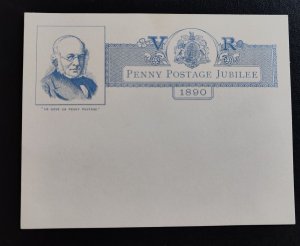 V R
PENNY POSTAGE JUBILEE
1890
"HE GAVE US PENNY POSTAGE."